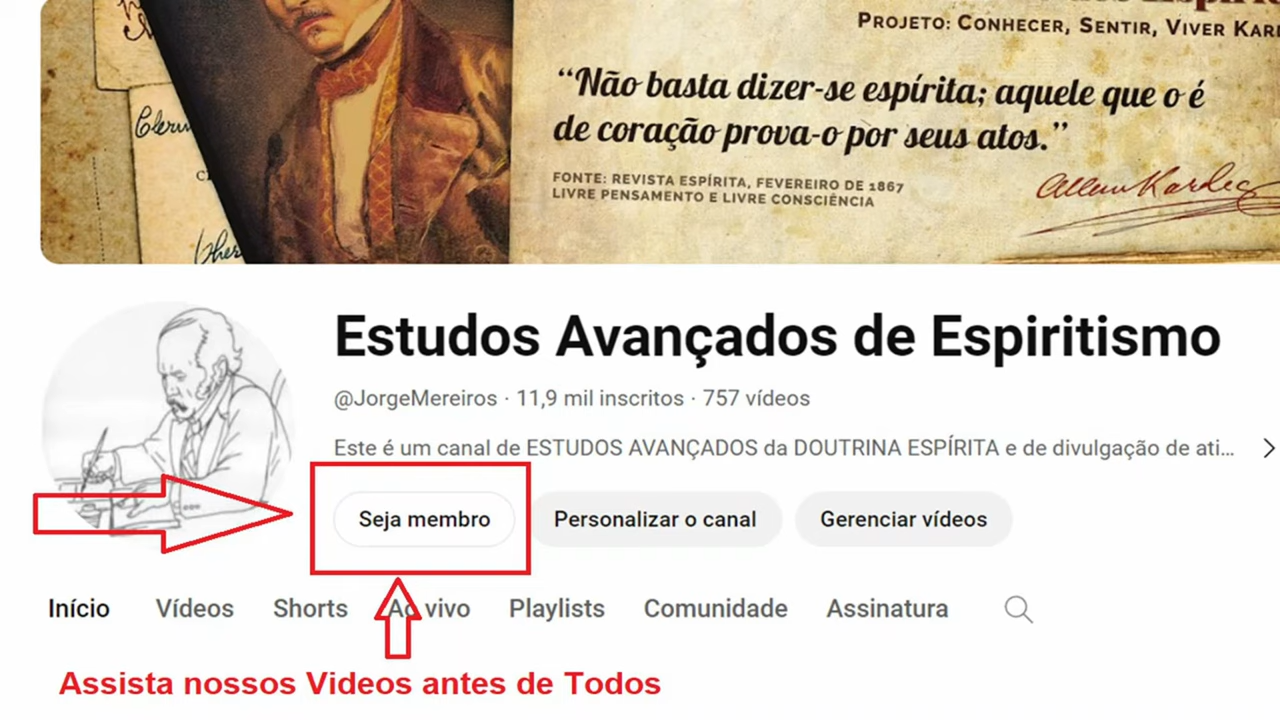 PROJETO: CONHECER, SENTIR, VIVER
“Não basta dizer-se espírita; aquele que o é
de coração prova-o por seus atos.”
FONTE: REVISTA ESPÍRITA, FEVEREIRO DE 1867
LIVRE PENSAMENTO E LIVRE CONSCIÊNCIA
Allan Kardec
Estudos Avançados de Espiritismo
@JorgeMereiros · 11,9 mil inscritos · 757 vídeos
Este é um canal de ESTUDOS AVANÇADOS da DOUTRINA ESPÍRITA e de divulgação de ati...
Seja membro Personalizar o canal Gerenciar vídeos
Início Vídeos Shorts Ao vivo Playlists Comunidade Assinatura
Assista nossos Videos antes de Todos